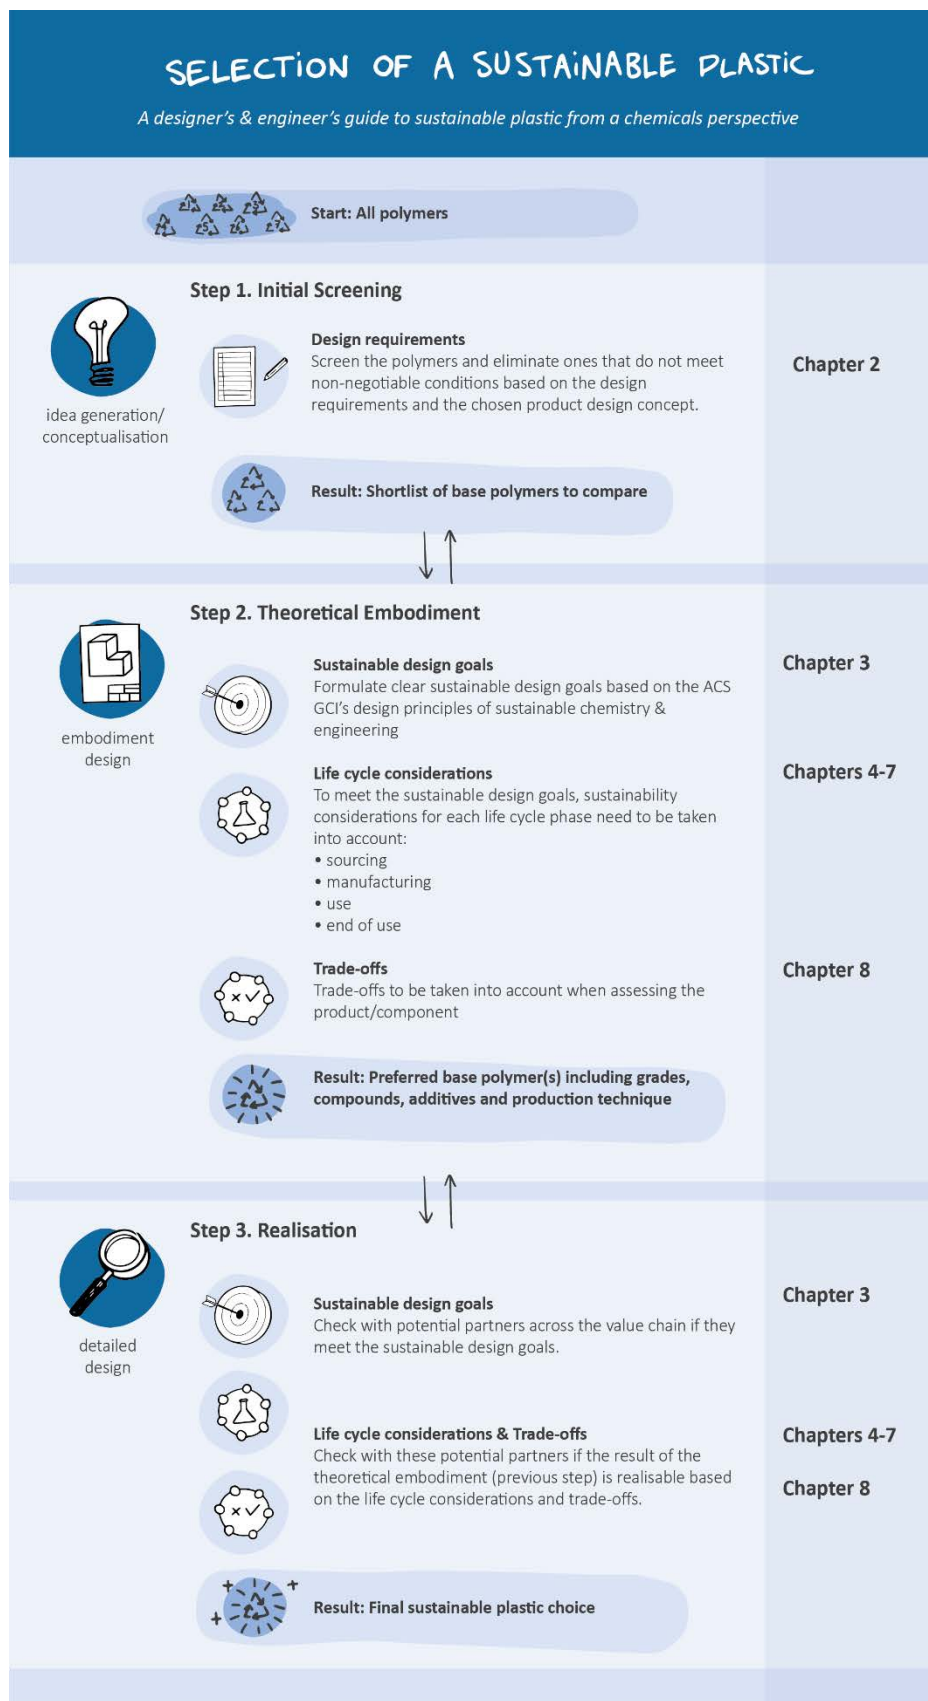 SELECTION OF A SUSTAINABLE PLASTIC
A designer's & engineer's guide to sustainable plastic from a chemicals perspective
Start: All polymers
Step 1. Initial Screening
idea generation/
conceptualisation
Design requirements
Screen the polymers and eliminate ones that do not meet
non-negotiable conditions based on the design
requirements and the chosen product design concept.
Chapter 2
Result: Shortlist of base polymers to compare
Step 2. Theoretical Embodiment
embodiment
design
Sustainable design goals
Formulate clear sustainable design goals based on the ACS
GCI's design principles of sustainable chemistry &
engineering
Chapter 3
Life cycle considerations
To meet the sustainable design goals, sustainability
considerations for each life cycle phase need to be taken
into account:
• sourcing
• manufacturing
• use
• end of use
Chapters 4-7
Trade-offs
Trade-offs to be taken into account when assessing the
product/component
Chapter 8
Result: Preferred base polymer(s) including grades,
compounds, additives and production technique
Step 3. Realisation
detailed
design
Sustainable design goals
Check with potential partners across the value chain if they
meet the sustainable design goals.
Chapter 3
Life cycle considerations & Trade-offs
Check with these potential partners if the result of the
theoretical embodiment (previous step) is realisable based
on the life cycle considerations and trade-offs.
Chapters 4-7
Chapter 8
Result: Final sustainable plastic choice